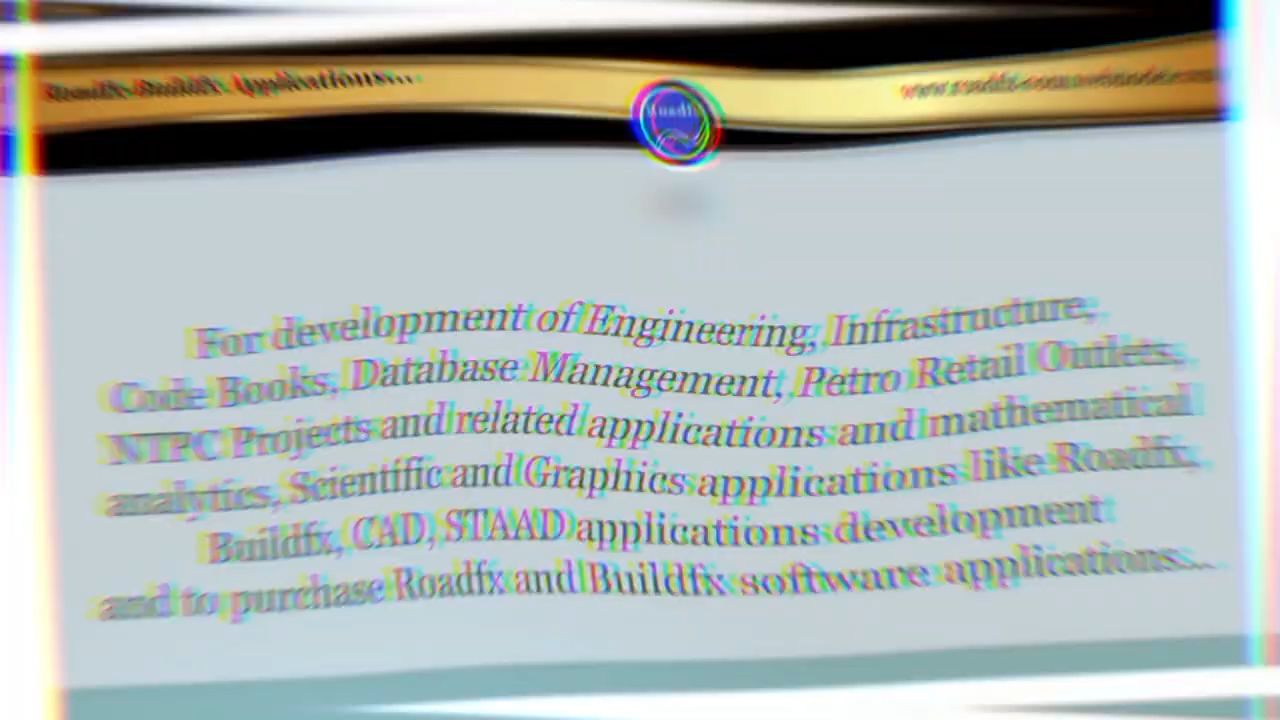 Roadfx Buildfx Applications...
Roadfx
For development of Engineering, Infrastructure,
Code Books, Database Management, Petro Retail Outlets,
NTPC Projects and related applications and mathematical
analytics, Scientific and Graphics applications like Roadfx,
Buildfx, CAD, STAAD applications development
and to purchase Roadfx and Buildfx software applications...